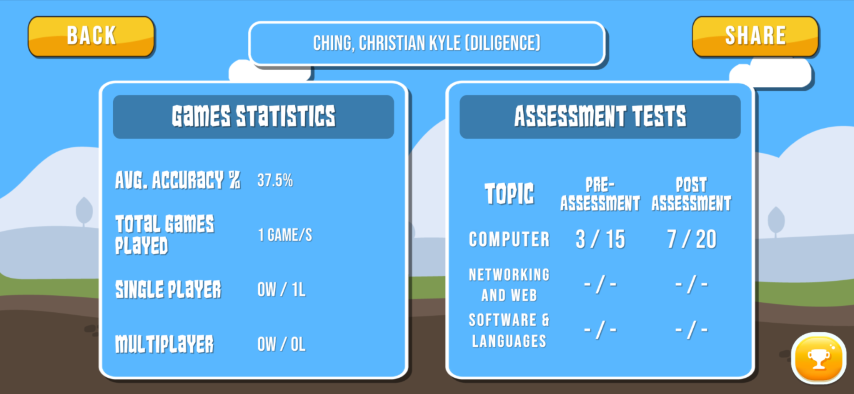 BACK
CHING, CHRISTIAN KYLE (DILIGENCE)
SHARE
GAMES STATISTICS
AVG. ACCURACY % 37.5%
TOTAL GAMES
PLAYED 1 GAME/S
SINGLE PLAYER 0W / 1L
MULTIPLAYER 0W / 0L
ASSESSMENT TESTS
TOPIC PRE-
ASSESSMENT POST
ASSESSMENT
COMPUTER 3 / 15 7 / 20
NETWORKING
AND WEB - / - - / -
SOFTWARE &
LANGUAGES - / - - / -